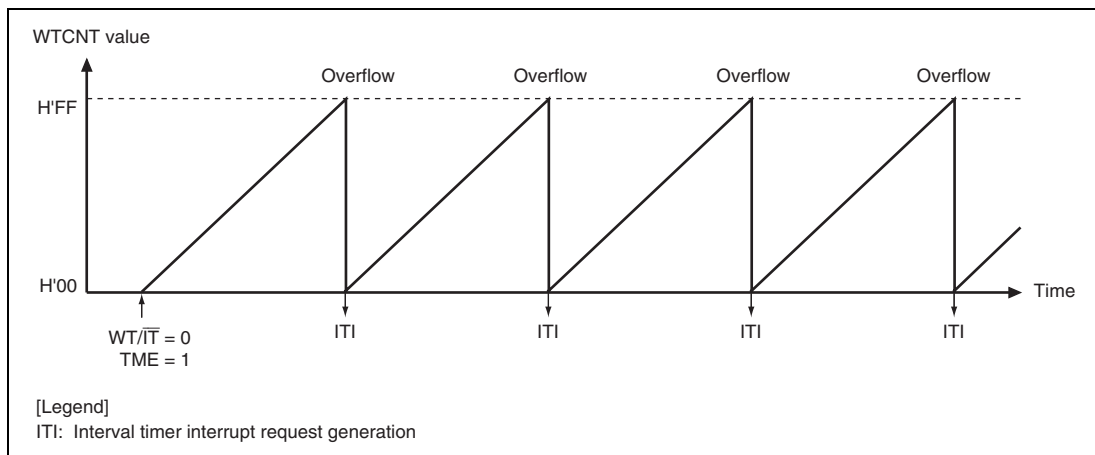 WTCNT value
Overflow Overflow Overflow Overflow
H'FF
H'00
Time
WT/I̅T̅ = 0
TME = 1
ITI ITI ITI ITI
[Legend]
ITI: Interval timer interrupt request generation